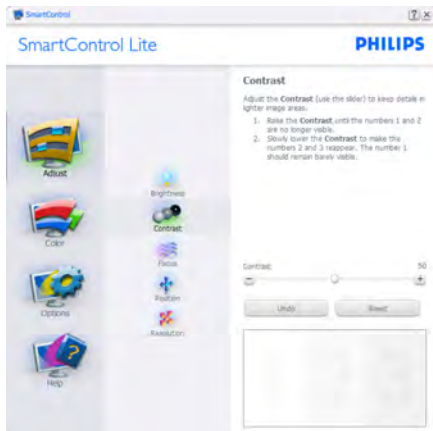 SmartControl
SmartControl Lite
PHILIPS
Contrast
Adjust the Contrast (use the slider) to keep details in
lighter image areas.
1. Raise the Contrast until the numbers 1 and 2
are no longer visible.
2. Slowly lower the Contrast to make the
numbers 2 and 3 reappear. The number 1
should remain barely visible.
Adjust
Color
Options
Help
Brightness
Contrast
Focus
Position
Resolution
Contrast
50
Undo
Reset